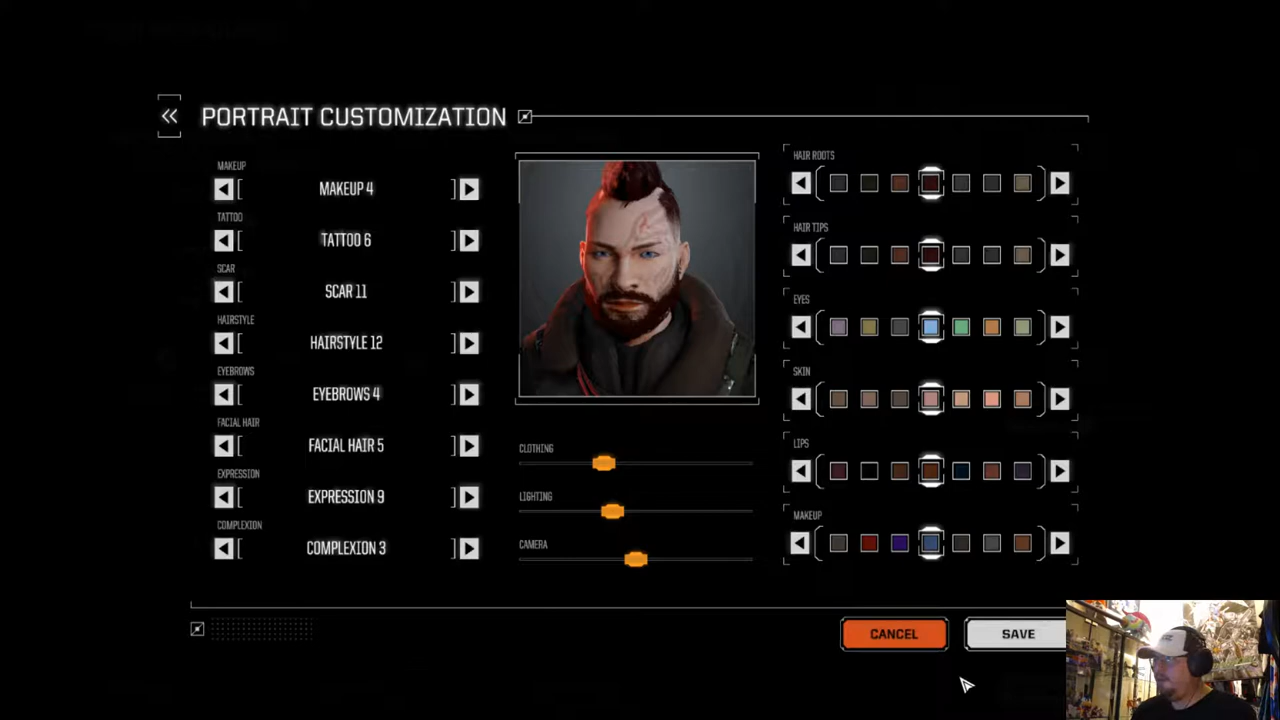 PORTRAIT CUSTOMIZATION
MAKEUP
MAKEUP 4
TATTOO
TATTOO 6
SCAR
SCAR 11
HAIRSTYLE
HAIRSTYLE 12
EYEBROWS
EYEBROWS 4
FACIAL HAIR
FACIAL HAIR 5
EXPRESSION
EXPRESSION 9
COMPLEXION
COMPLEXION 3
CLOTHING
LIGHTING
CAMERA
HAIR ROOTS
HAIR TIPS
EYES
SKIN
LIPS
MAKEUP
CANCEL
SAVE